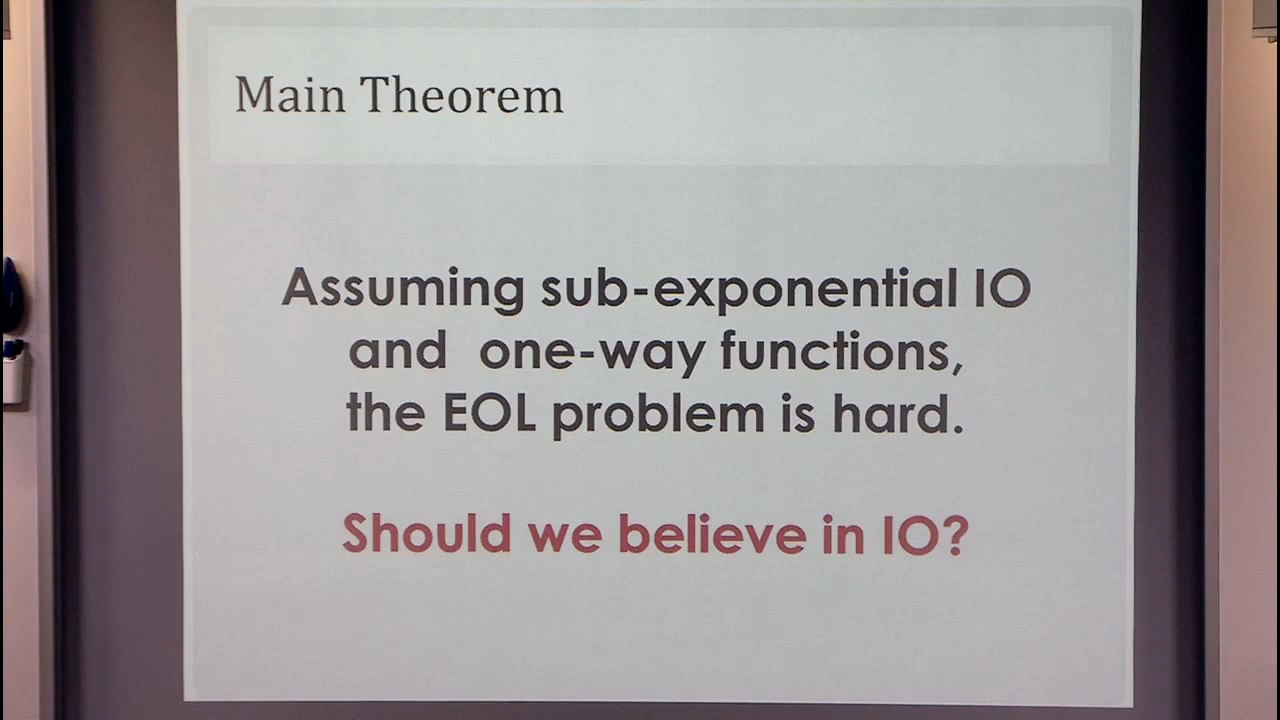 Main Theorem
Assuming sub-exponential IO
and one-way functions,
the EOL problem is hard.
Should we believe in IO?